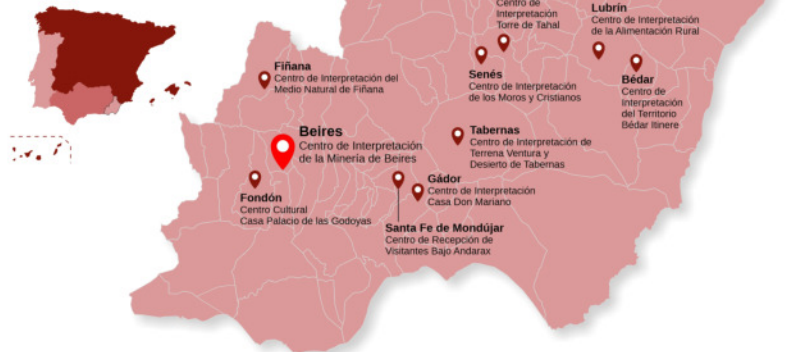 Centro de
Interpretación
Torre de Tahal
Lubrín
Centro de Interpretación
de la Alimentación Rural
Fiñana
Centro de Interpretación del
Medio Natural de Fiñana
Senés
Centro de Interpretación
de los Moros y Cristianos
Bédar
Centro de
Interpretación
del Territorio
Bédar Itinere
Beires
Centro de Interpretación
de la Minería de Beires
Tabernas
Centro de Interpretación de
Terrena Ventura y
Desierto de Tabernas
Gádor
Centro de Interpretación
Casa Don Mariano
Fondón
Centro Cultural
Casa Palacio de las Godoyas
Santa Fe de Mondújar
Centro de Recepción de
Visitantes Bajo Andarax